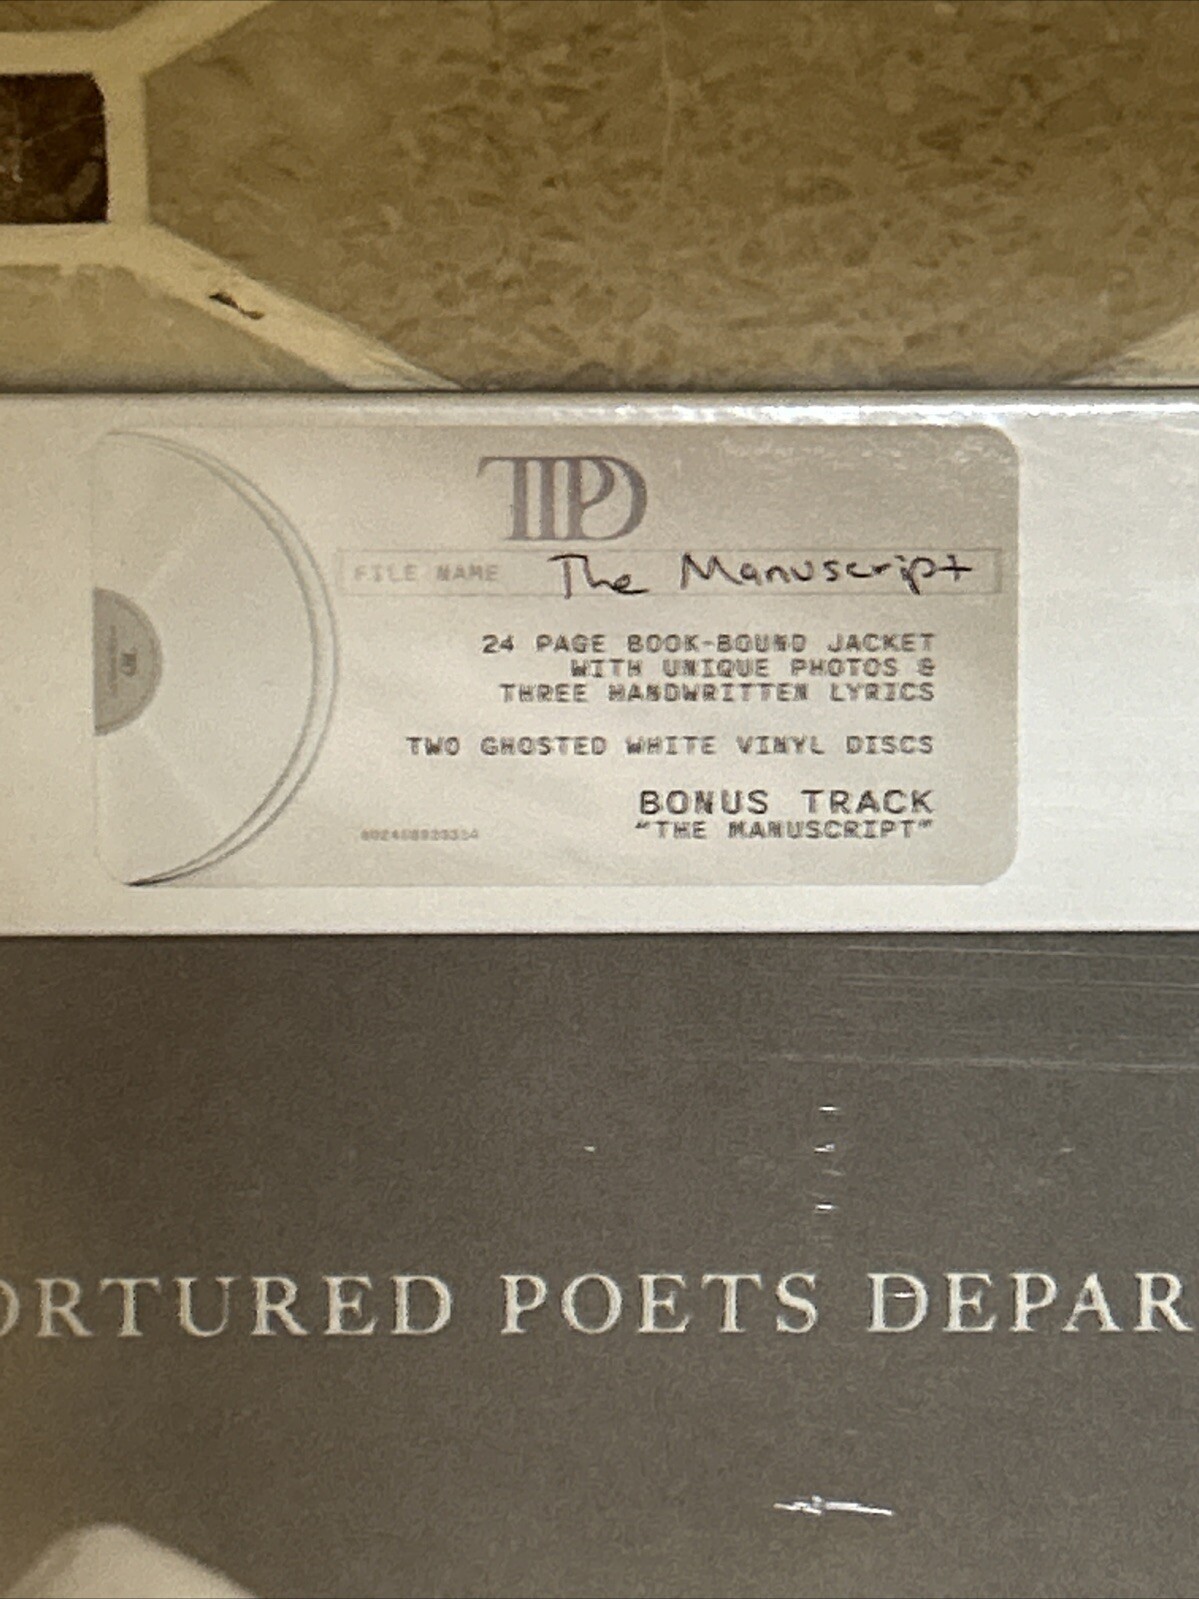 TTPD
FILE NAME The Manuscript
24 PAGE BOOK-BOUND JACKET
WITH UNIQUE PHOTOS &
THREE HANDWRITTEN LYRICS
TWO GHOSTED WHITE VINYL DISCS
BONUS TRACK
"THE MANUSCRIPT"
ORTURED POETS DEPAR